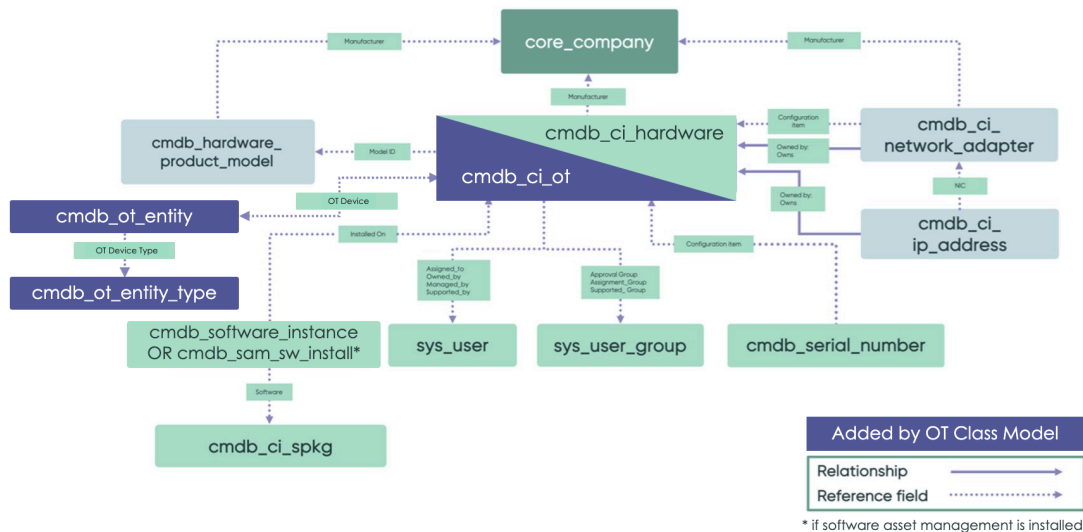 core_company
Manufacturer
Manufacturer
Manufacturer
cmdb_hardware_
product_model
Model ID
cmdb_ci_hardware
cmdb_ci_ot
Configuration
item
Owned by:
Owns
cmdb_ci_
network_adapter
NIC
Owned by:
Owns
cmdb_ci_
ip_address
OT Device
cmdb_ot_entity
OT Device Type
cmdb_ot_entity_type
Installed On
Configuration item
Assigned_to
Owned_by
Managed_by
Supported_by
Approval Group
Assignment_Group
Supported_ Group
cmdb_software_instance
OR cmdb_sam_sw_install*
sys_user
sys_user_group
cmdb_serial_number
Software
cmdb_ci_spkg
Added by OT Class Model
Relationship
Reference field
* if software asset management is installed